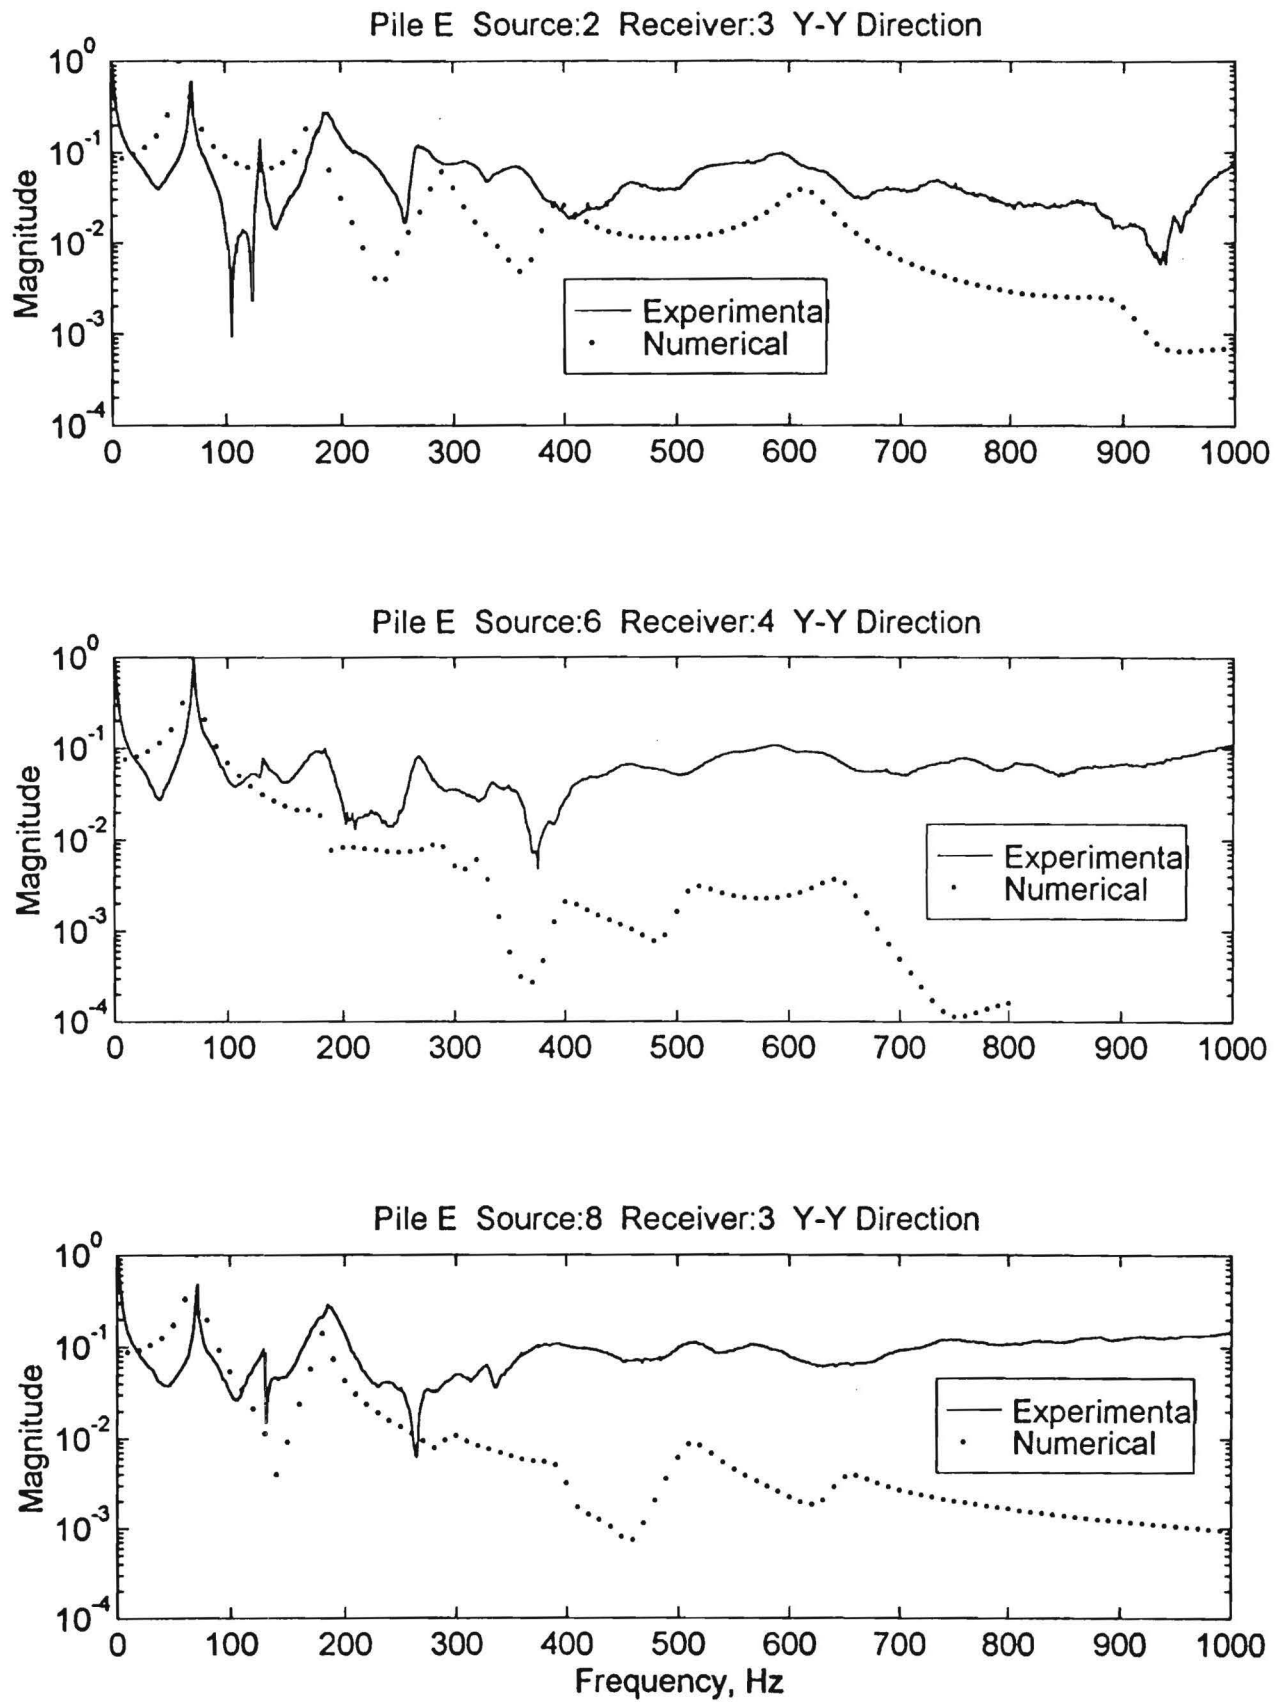 Pile E Source:2 Receiver:3 Y-Y Direction
10^0
10^-1
10^-2
10^-3
10^-4
Magnitude
Experimental
Numerical
0 100 200 300 400 500 600 700 800 900 1000
Pile E Source:6 Receiver:4 Y-Y Direction
10^0
10^-1
10^-2
10^-3
10^-4
Magnitude
Experimental
Numerical
0 100 200 300 400 500 600 700 800 900 1000
Pile E Source:8 Receiver:3 Y-Y Direction
10^0
10^-1
10^-2
10^-3
10^-4
Magnitude
Experimental
Numerical
0 100 200 300 400 500 600 700 800 900 1000
Frequency, Hz